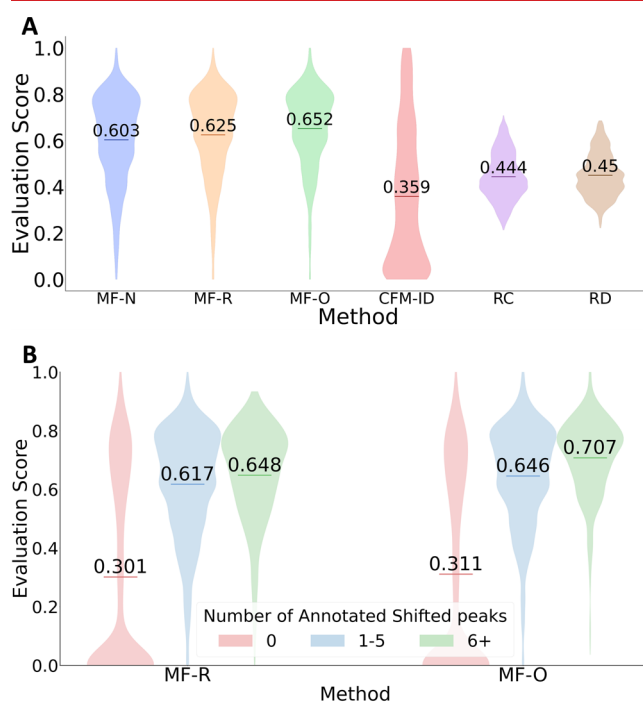 A
Evaluation Score
1.0
0.8
0.6
0.4
0.2
0.0
0.603
0.625
0.652
0.359
0.444
0.45
MF-N
MF-R
MF-O
CFM-ID
RC
RD
Method
B
Evaluation Score
1.0
0.8
0.6
0.4
0.2
0.0
0.301
0.617
0.648
0.311
0.646
0.707
Number of Annotated Shifted peaks
0
1-5
6+
MF-R
MF-O
Method